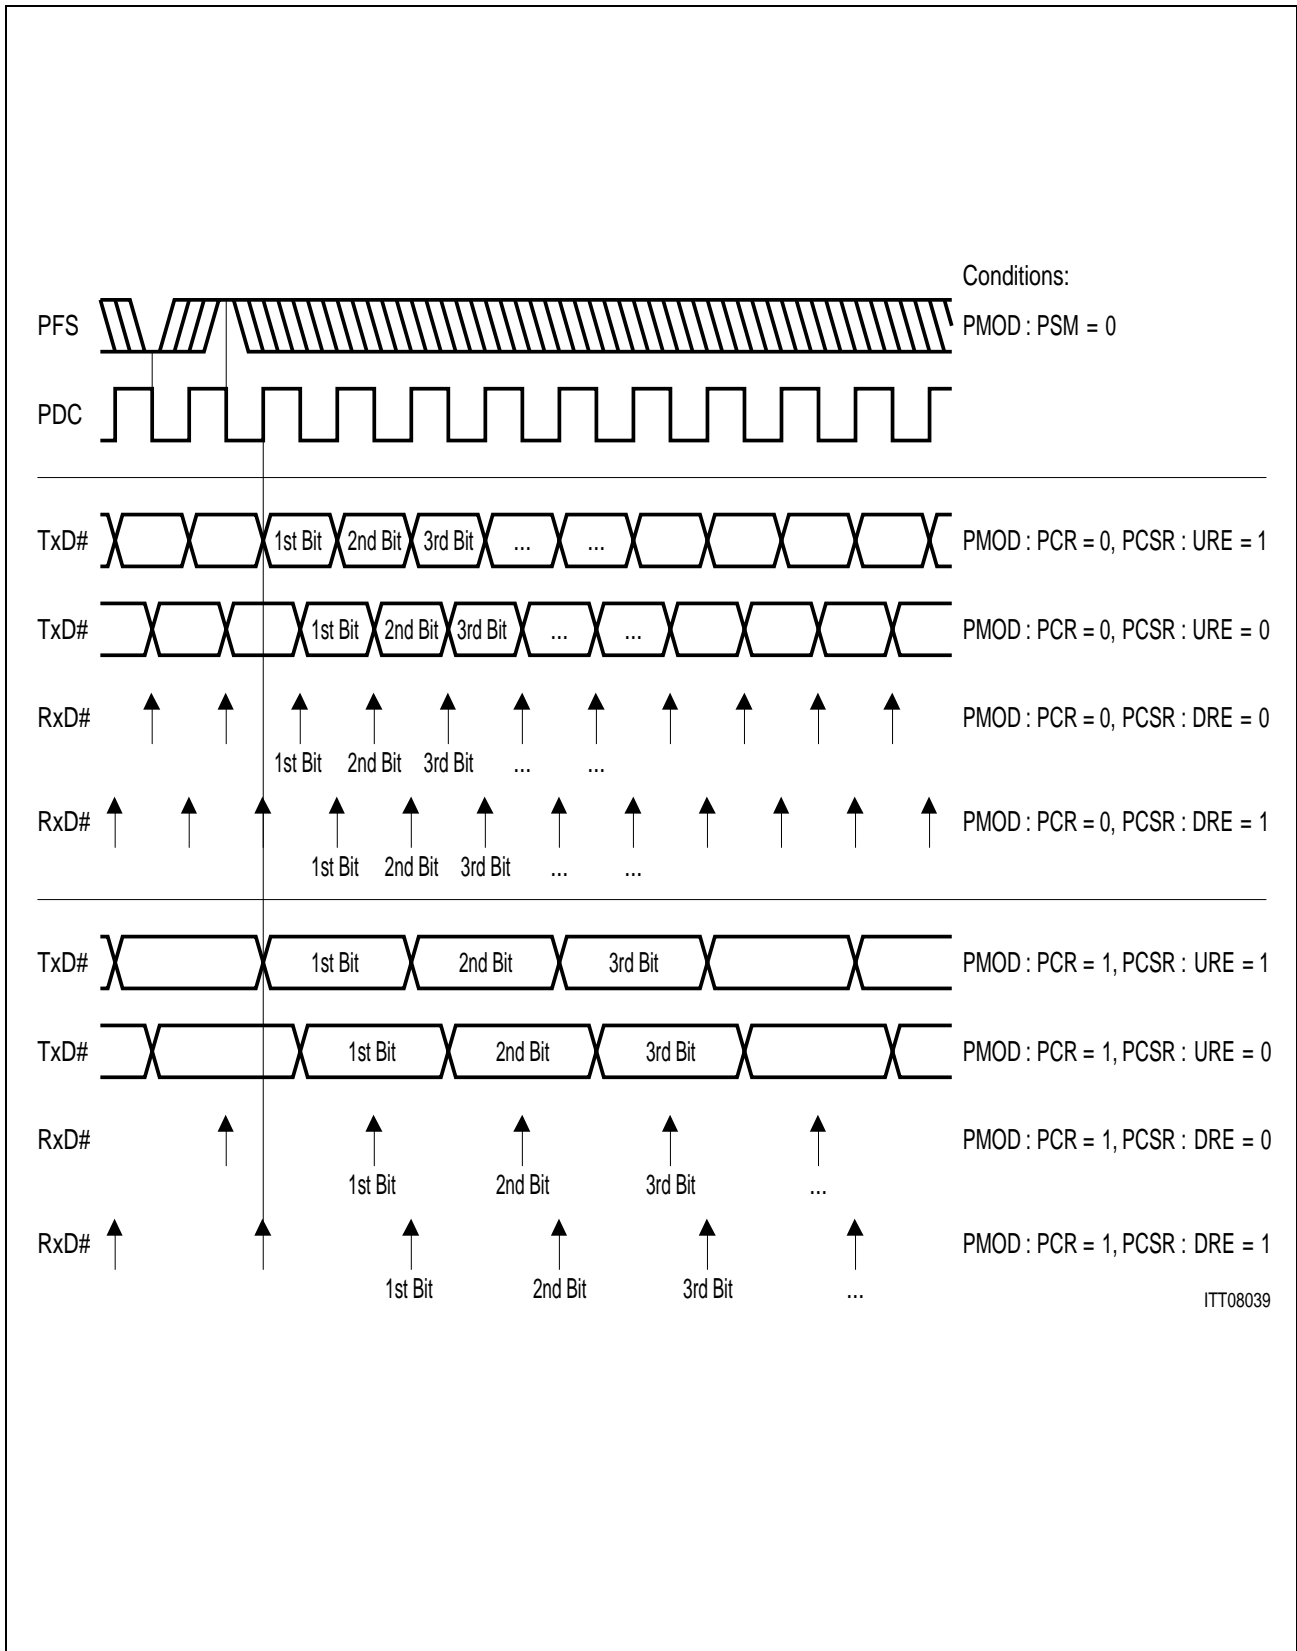 Conditions:
PFS PMOD : PSM = 0
PDC
TxD# 1st Bit 2nd Bit 3rd Bit ... ... PMOD : PCR = 0, PCSR : URE = 1
TxD# 1st Bit 2nd Bit 3rd Bit ... ... PMOD : PCR = 0, PCSR : URE = 0
RxD# PMOD : PCR = 0, PCSR : DRE = 0
1st Bit 2nd Bit 3rd Bit ... ...
RxD# PMOD : PCR = 0, PCSR : DRE = 1
1st Bit 2nd Bit 3rd Bit ... ...
TxD# 1st Bit 2nd Bit 3rd Bit PMOD : PCR = 1, PCSR : URE = 1
TxD# 1st Bit 2nd Bit 3rd Bit PMOD : PCR = 1, PCSR : URE = 0
RxD# PMOD : PCR = 1, PCSR : DRE = 0
1st Bit 2nd Bit 3rd Bit ...
RxD# PMOD : PCR = 1, PCSR : DRE = 1
1st Bit 2nd Bit 3rd Bit ...
ITT08039